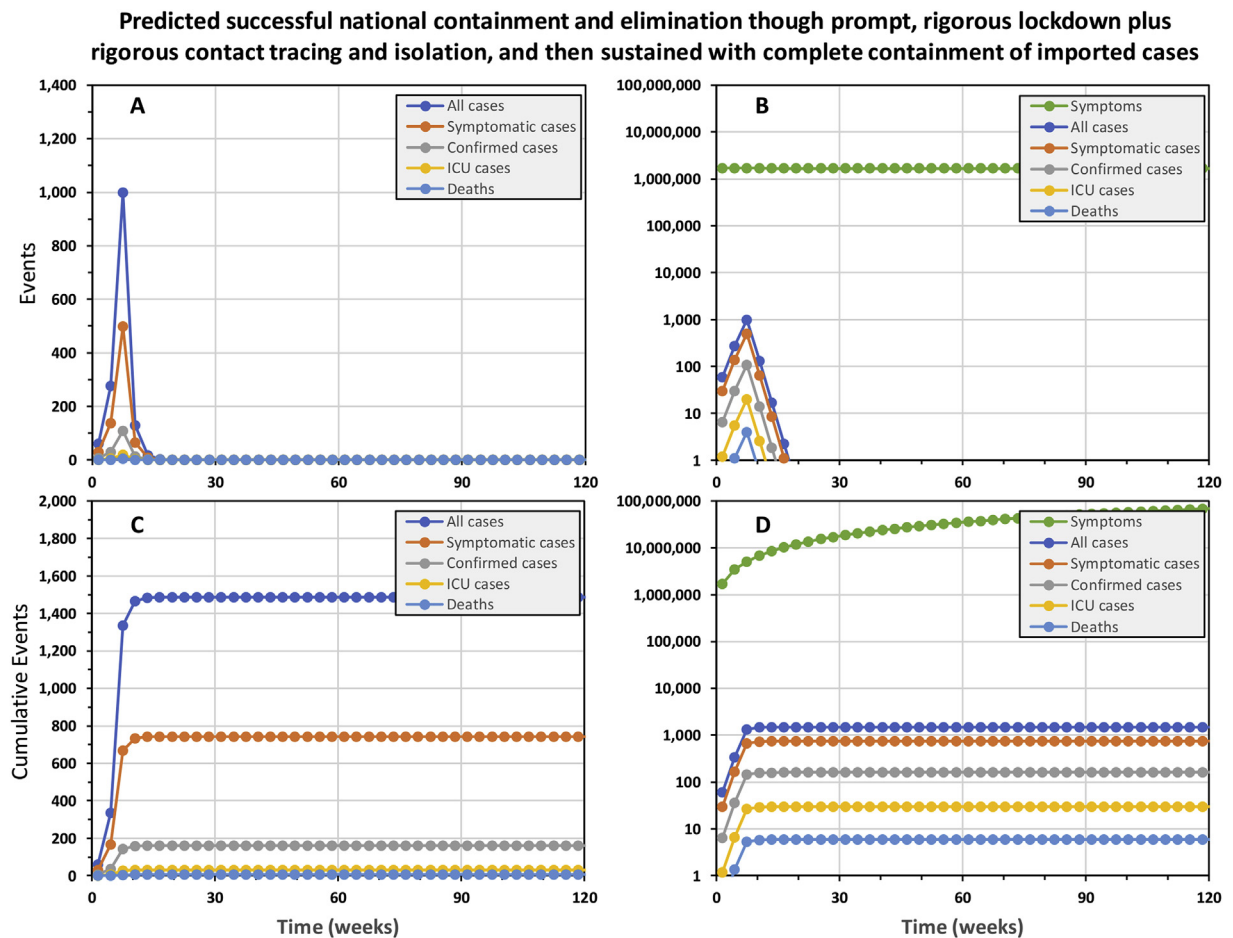 Predicted successful national containment and elimination though prompt, rigorous lockdown plus
rigorous contact tracing and isolation, and then sustained with complete containment of imported cases
A
1,400
1,200
1,000
800
600
400
200
0
Events
0 30 60 90 120
All cases
Symptomatic cases
Confirmed cases
ICU cases
Deaths
B
100,000,000
10,000,000
1,000,000
100,000
10,000
1,000
100
10
1
0 30 60 90 120
Symptoms
All cases
Symptomatic cases
Confirmed cases
ICU cases
Deaths
C
2,000
1,800
1,600
1,400
1,200
1,000
800
600
400
200
0
Cumulative Events
0 30 60 90 120
Time (weeks)
All cases
Symptomatic cases
Confirmed cases
ICU cases
Deaths
D
100,000,000
10,000,000
1,000,000
100,000
10,000
1,000
100
10
1
0 30 60 90 120
Time (weeks)
Symptoms
All cases
Symptomatic cases
Confirmed cases
ICU cases
Deaths